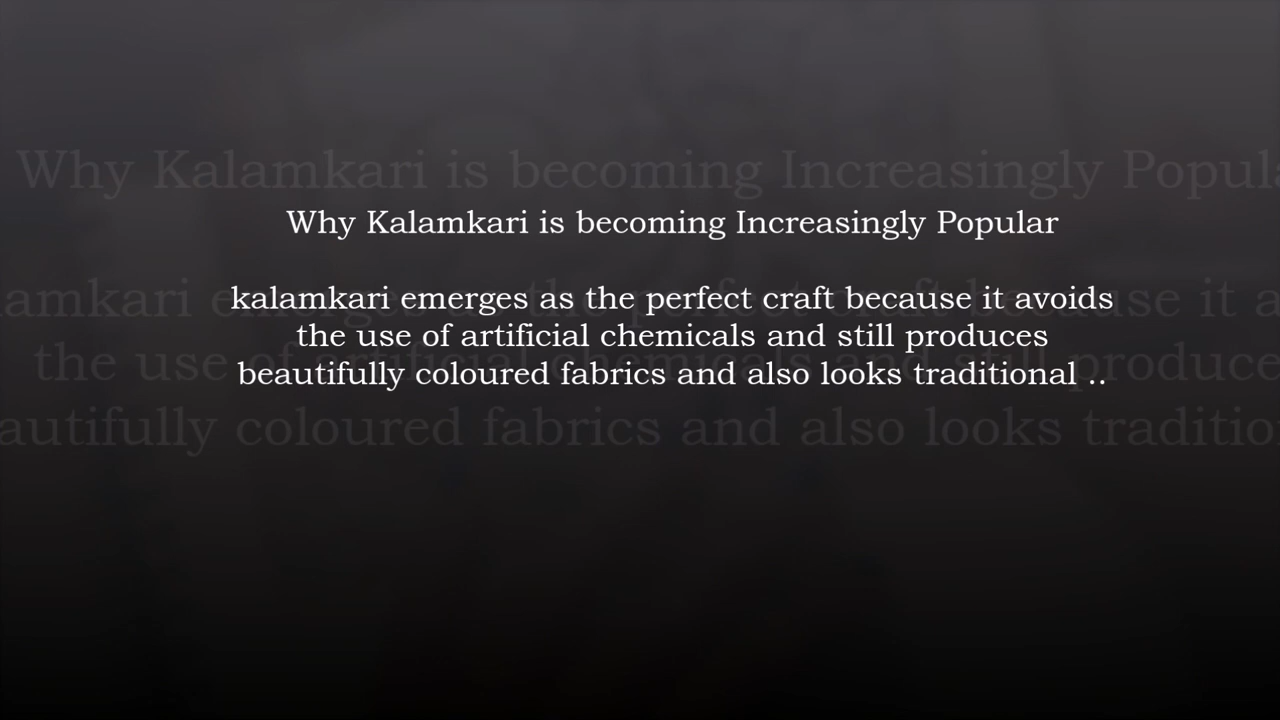 Why Kalamkari is becoming Increasingly Popular
kalamkari emerges as the perfect craft because it avoids
the use of artificial chemicals and still produces
beautifully coloured fabrics and also looks traditional ..